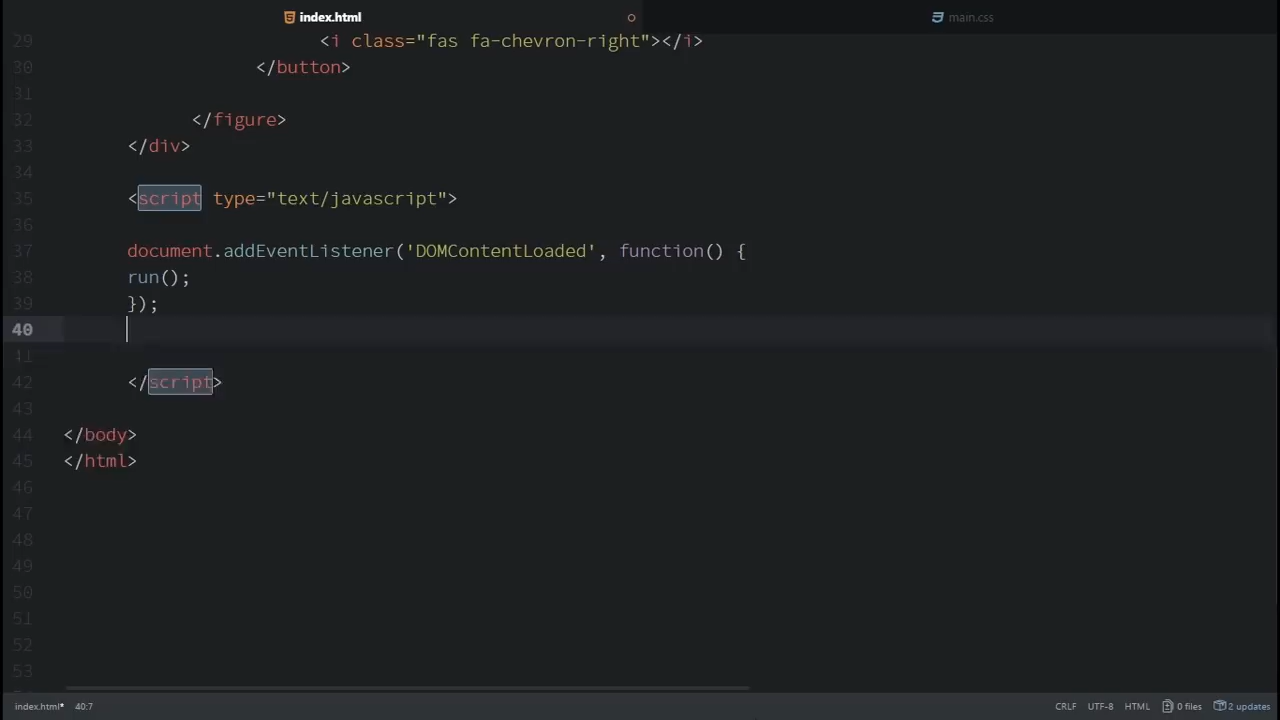 index.html
main.css
29 <i class="fas fa-chevron-right"></i>
30 </button>
31
32 </figure>
33 </div>
34
35 <script type="text/javascript">
36
37 document.addEventListener('DOMContentLoaded', function() {
38 run();
39 });
40
41
42 </script>
43
44 </body>
45 </html>
46
47
48
49
50
51
52
53
index.html* 40:7 CRLF UTF-8 HTML 0 files 2 updates